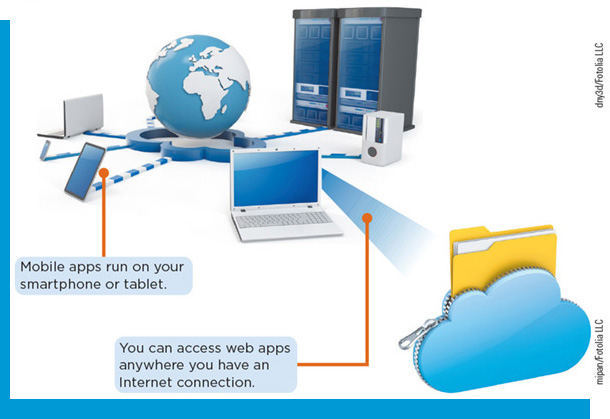 dny3d/Fotolia LLC
Mobile apps run on your
smartphone or tablet.
You can access web apps
anywhere you have an
Internet connection.
mipan/Fotolia LLC